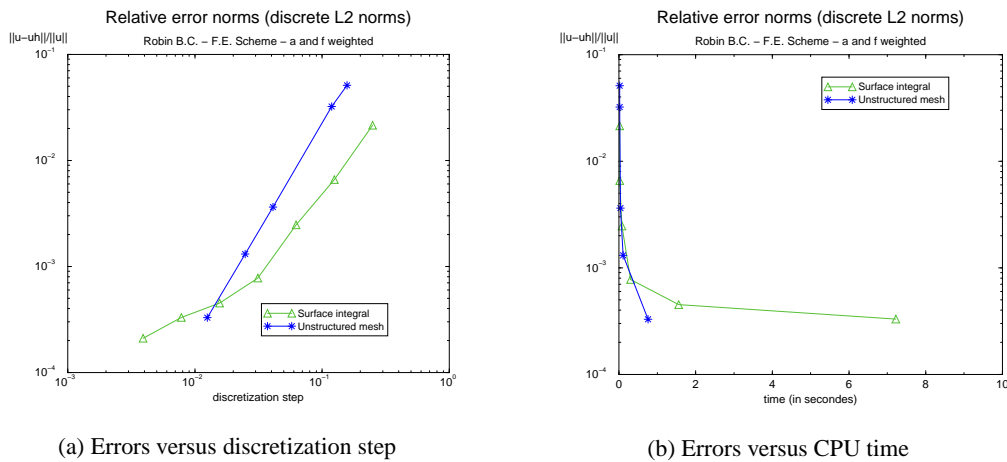 Relative error norms (discrete L2 norms)
||u−uh||/||u||
Robin B.C. − F.E. Scheme − a and f weighted
10^-1
10^-2
10^-3
10^-4
Surface integral
Unstructured mesh
10^-3
10^-2
10^-1
10^0
discretization step
(a) Errors versus discretization step
Relative error norms (discrete L2 norms)
||u−uh||/||u||
Robin B.C. − F.E. Scheme − a and f weighted
10^-1
Surface integral
Unstructured mesh
10^-2
10^-3
10^-4
0
2
4
6
8
10
time (in secondes)
(b) Errors versus CPU time